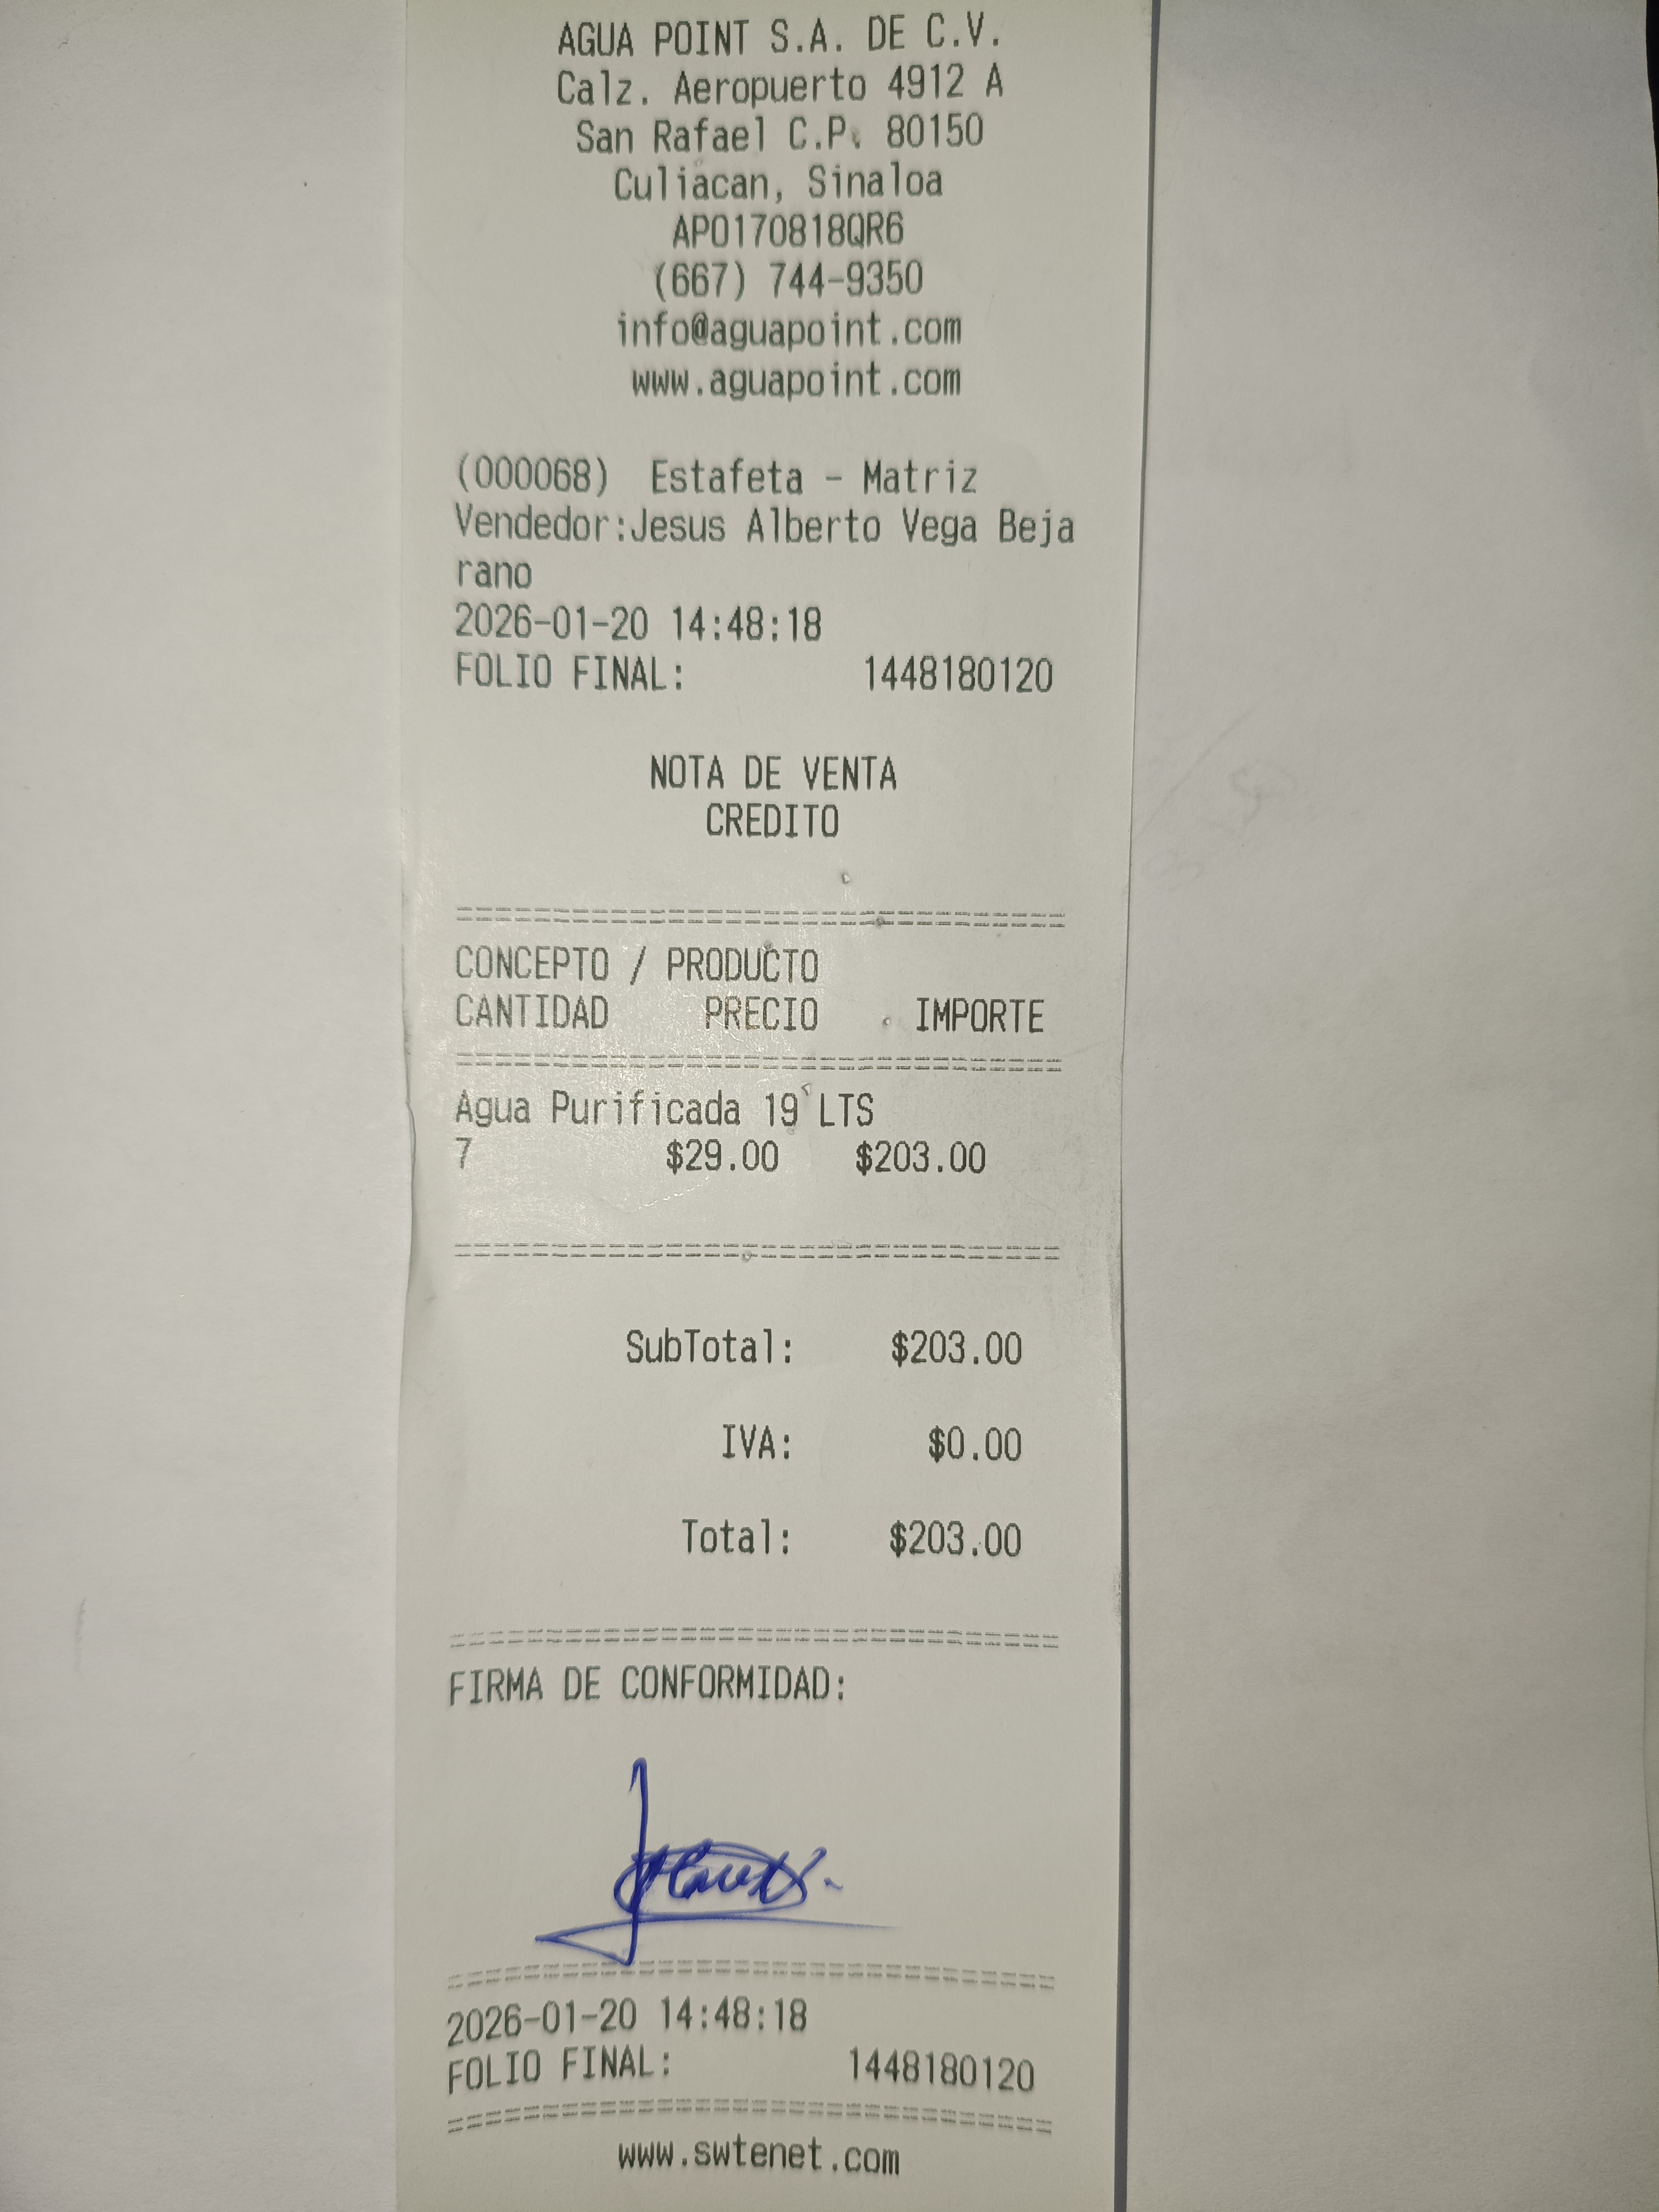 AGUA POINT S.A. DE C.V.
Calz. Aeropuerto 4912 A
San Rafael C.P. 80150
Culiacan, Sinaloa
APO170818QR6
(667) 744-9350
info@aguapoint.com
www.aguapoint.com
(000068) Estafeta - Matriz
Vendedor:Jesus Alberto Vega Beja
rano
2026-01-20 14:48:18
FOLIO FINAL: 1448180120
NOTA DE VENTA
CREDITO
CONCEPTO / PRODUCTO
CANTIDAD PRECIO IMPORTE
Agua Purificada 19 LTS
7 $29.00 $203.00
SubTotal: $203.00
IVA: $0.00
Total: $203.00
FIRMA DE CONFORMIDAD:
2026-01-20 14:48:18
FOLIO FINAL: 1448180120
www.swtenet.com